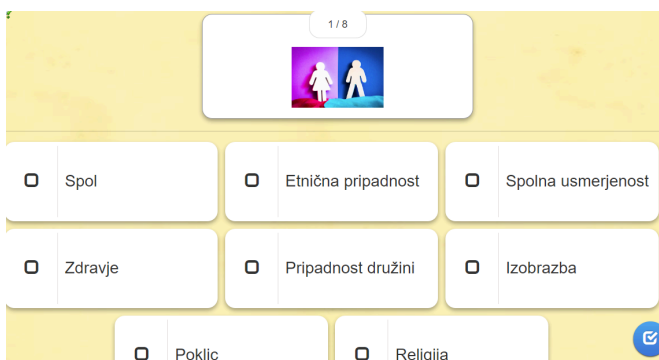 1 / 8
Spol
Etnična pripadnost
Spolna usmerjenost
Zdravje
Pripadnost družini
Izobrazba
Poklic
Religija